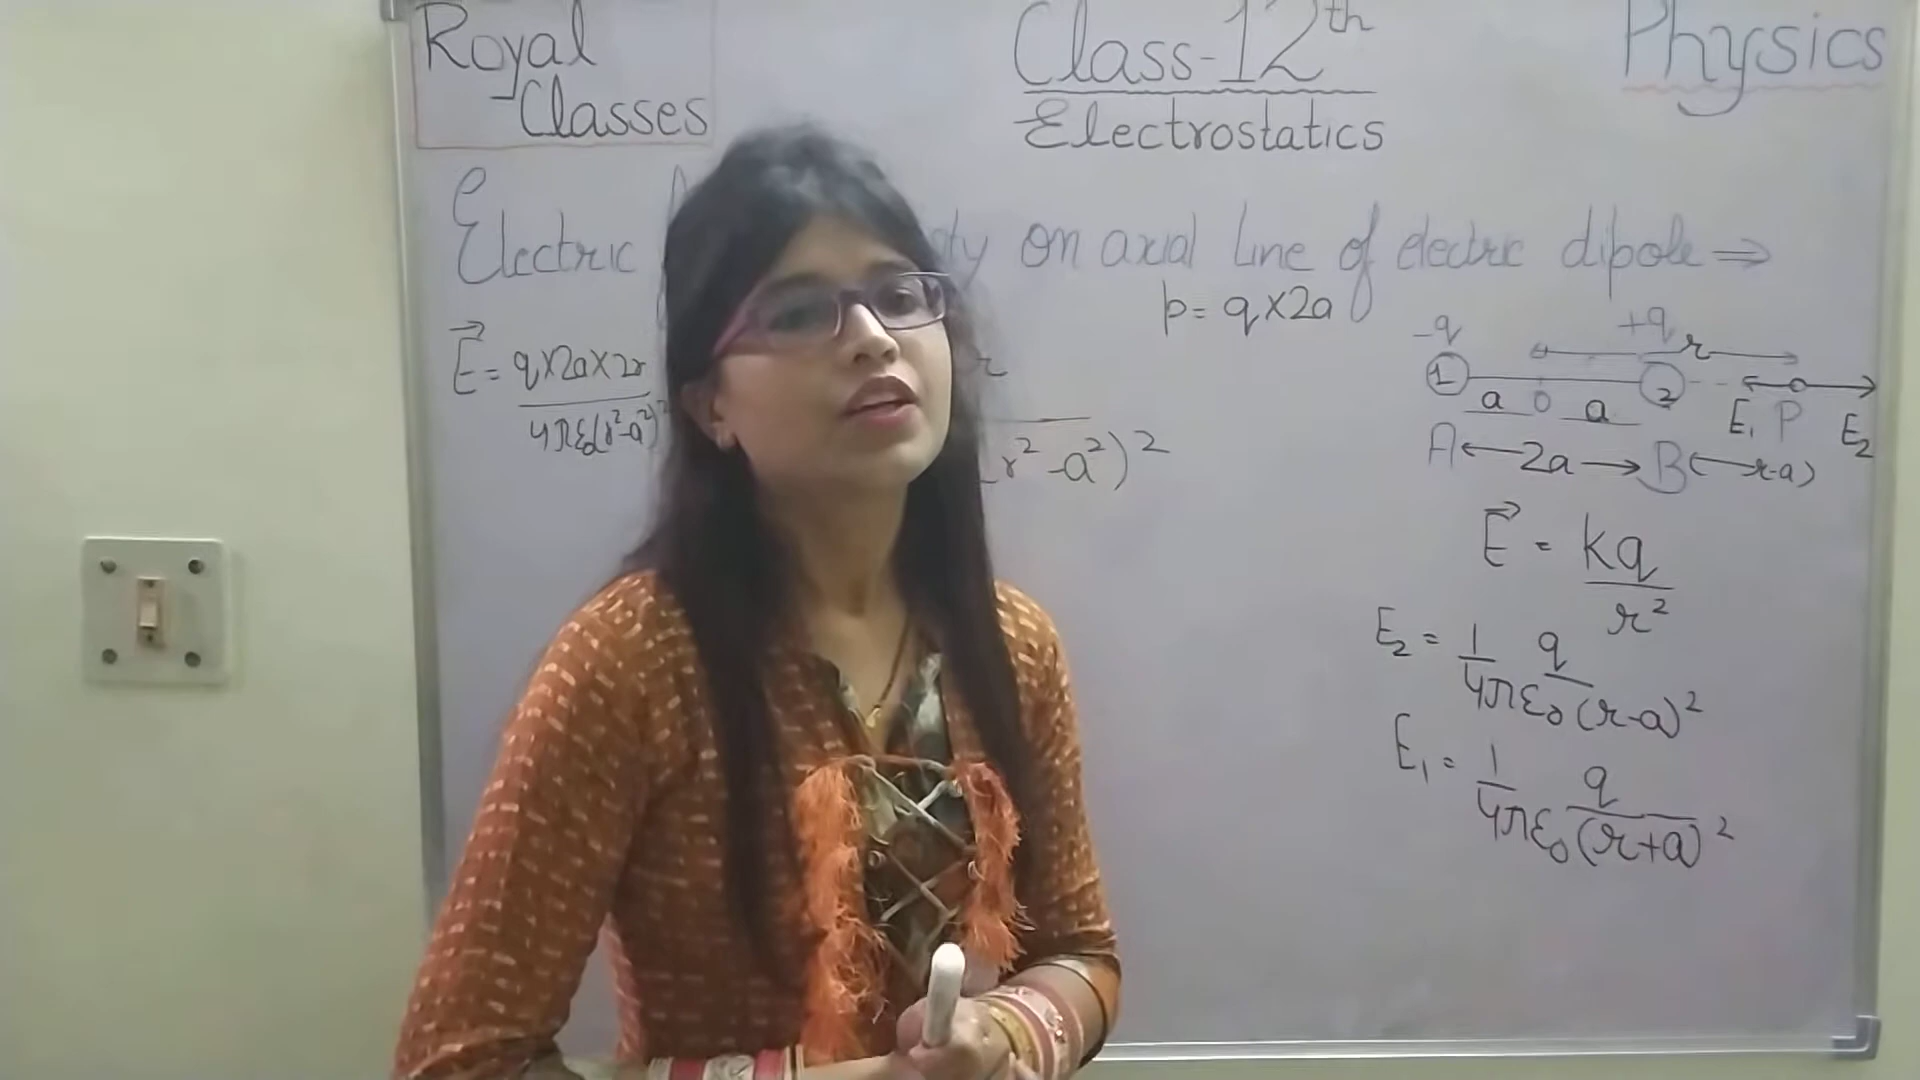 Royal
Classes
Class-12th
Electrostatics
Physics
Electric
on axial line of electric dipole ⇒
p = q×2a
E⃗ = q×2a×2r
4πε₀(r²-a²)²
r
r²-a²)²
-q
+q
r
1
2
a
0
a
E₁ P
E₂
A ⟵2a⟶ B
r-a)
E⃗ = kq
r²
E₂ = 1 q
4πε₀ (r-a)²
E₁ = 1 q
4πε₀ (r+a)²